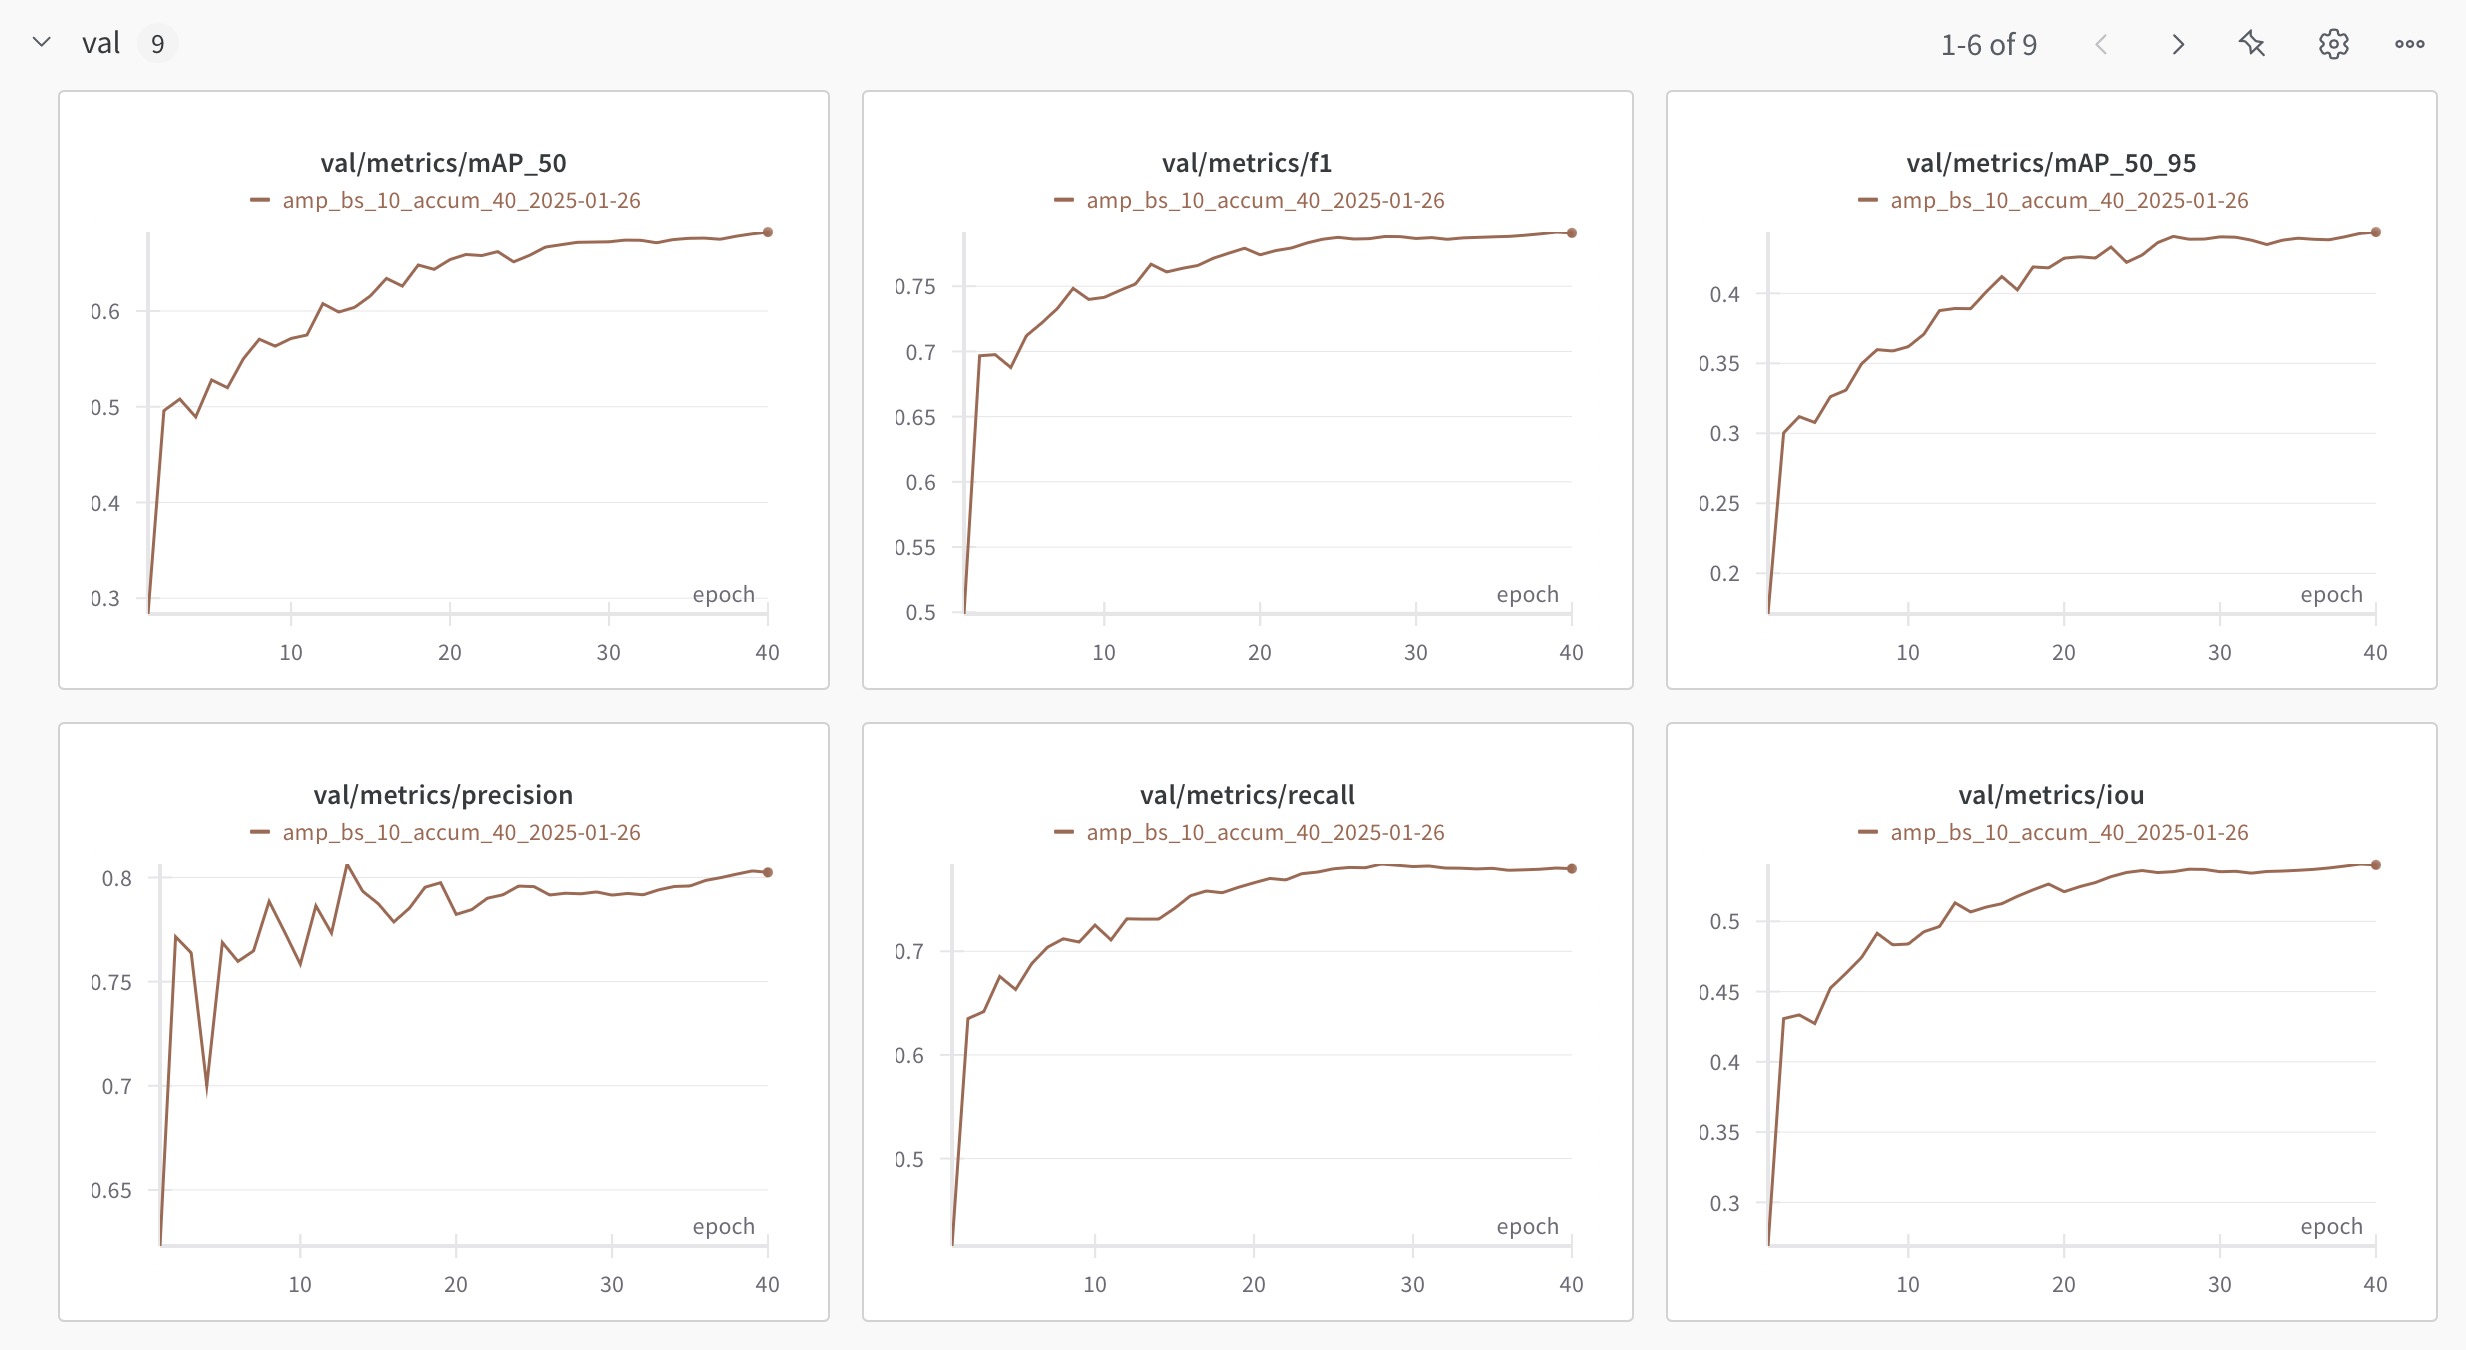 val 9
1-6 of 9
val/metrics/mAP_50
amp_bs_10_accum_40_2025-01-26
0.6
0.5
0.4
0.3
epoch
10 20 30 40
val/metrics/f1
amp_bs_10_accum_40_2025-01-26
0.75
0.7
0.65
0.6
0.55
0.5
epoch
10 20 30 40
val/metrics/mAP_50_95
amp_bs_10_accum_40_2025-01-26
0.4
0.35
0.3
0.25
0.2
epoch
10 20 30 40
val/metrics/precision
amp_bs_10_accum_40_2025-01-26
0.8
0.75
0.7
0.65
epoch
10 20 30 40
val/metrics/recall
amp_bs_10_accum_40_2025-01-26
0.7
0.6
0.5
epoch
10 20 30 40
val/metrics/iou
amp_bs_10_accum_40_2025-01-26
0.5
0.45
0.4
0.35
0.3
epoch
10 20 30 40